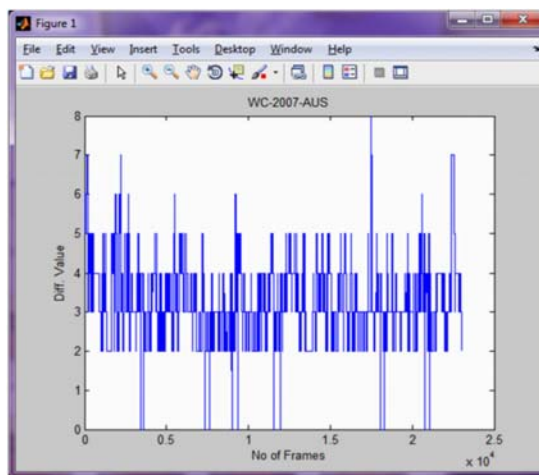 Figure 1
File Edit View Insert Tools Desktop Window Help
WC-2007-AUS
8
7
6
5
4
3
2
1
0
Diff. Value
0 0.5 1 1.5 2 2.5
No of Frames
x 10^4